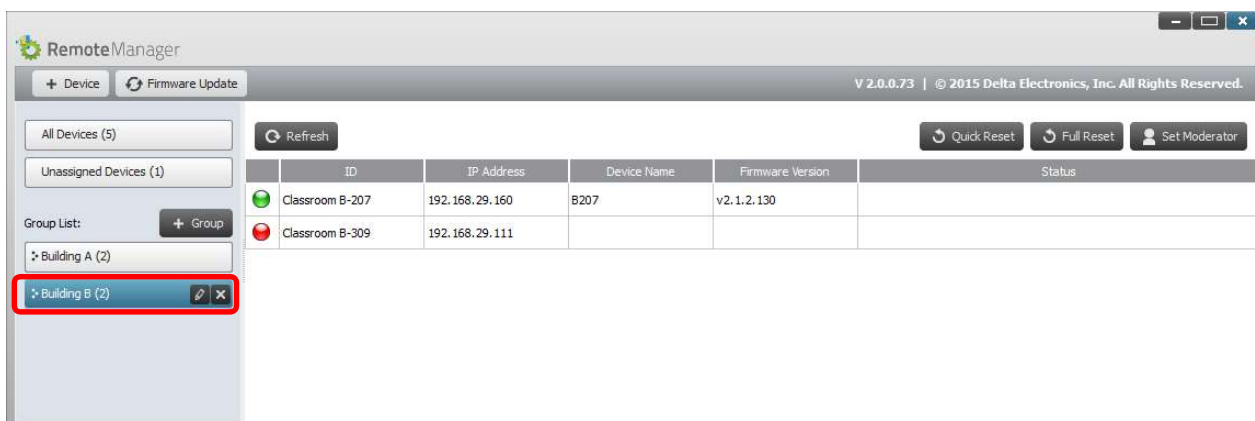 RemoteManager
+ Device Firmware Update V 2.0.0.73 | © 2015 Delta Electronics, Inc. All Rights Reserved.
All Devices (5) Refresh Quick Reset Full Reset Set Moderator
Unassigned Devices (1) ID IP Address Device Name Firmware Version Status
Classroom B-207 192.168.29.160 B207 v2.1.2.130
Group List: + Group Classroom B-309 192.168.29.111
Building A (2)
Building B (2)